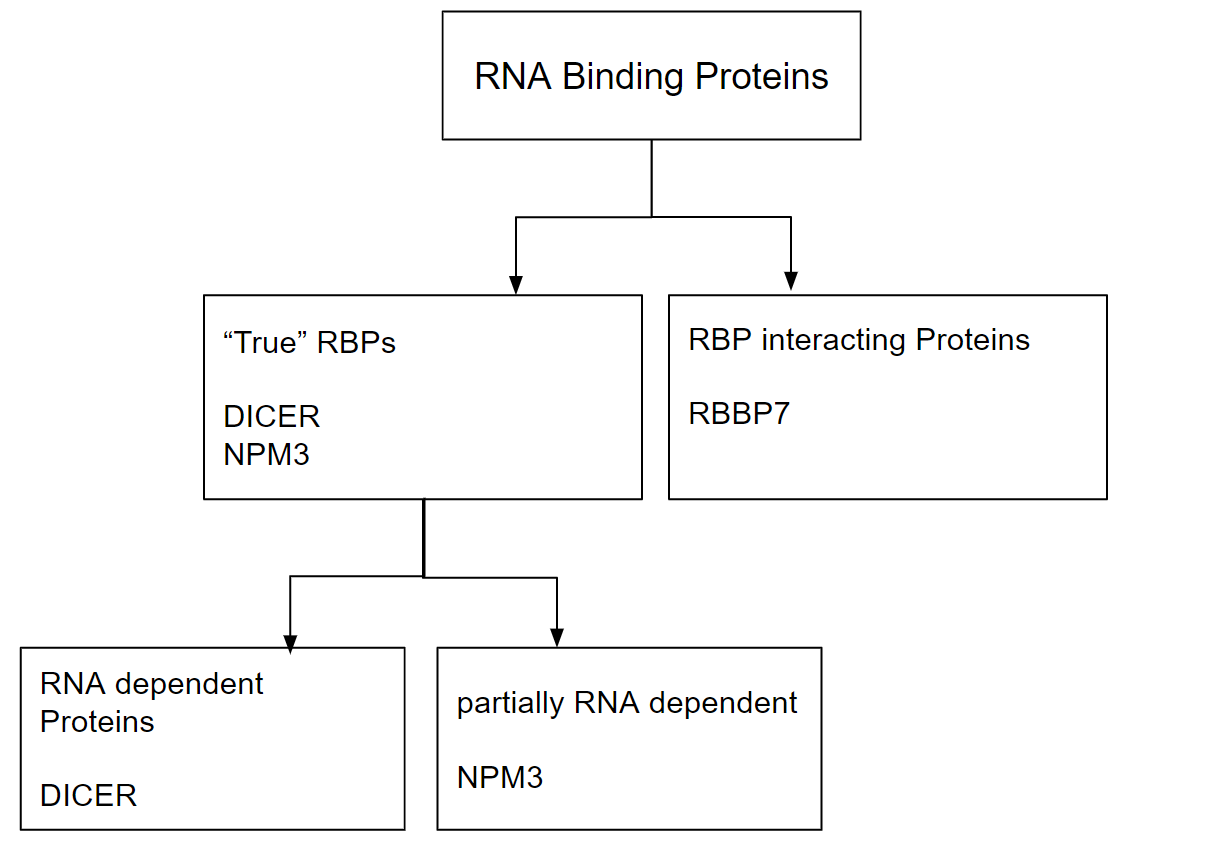 RNA Binding Proteins
“True” RBPs
DICER
NPM3
RBP interacting Proteins
RBBP7
RNA dependent
Proteins
DICER
partially RNA dependent
NPM3